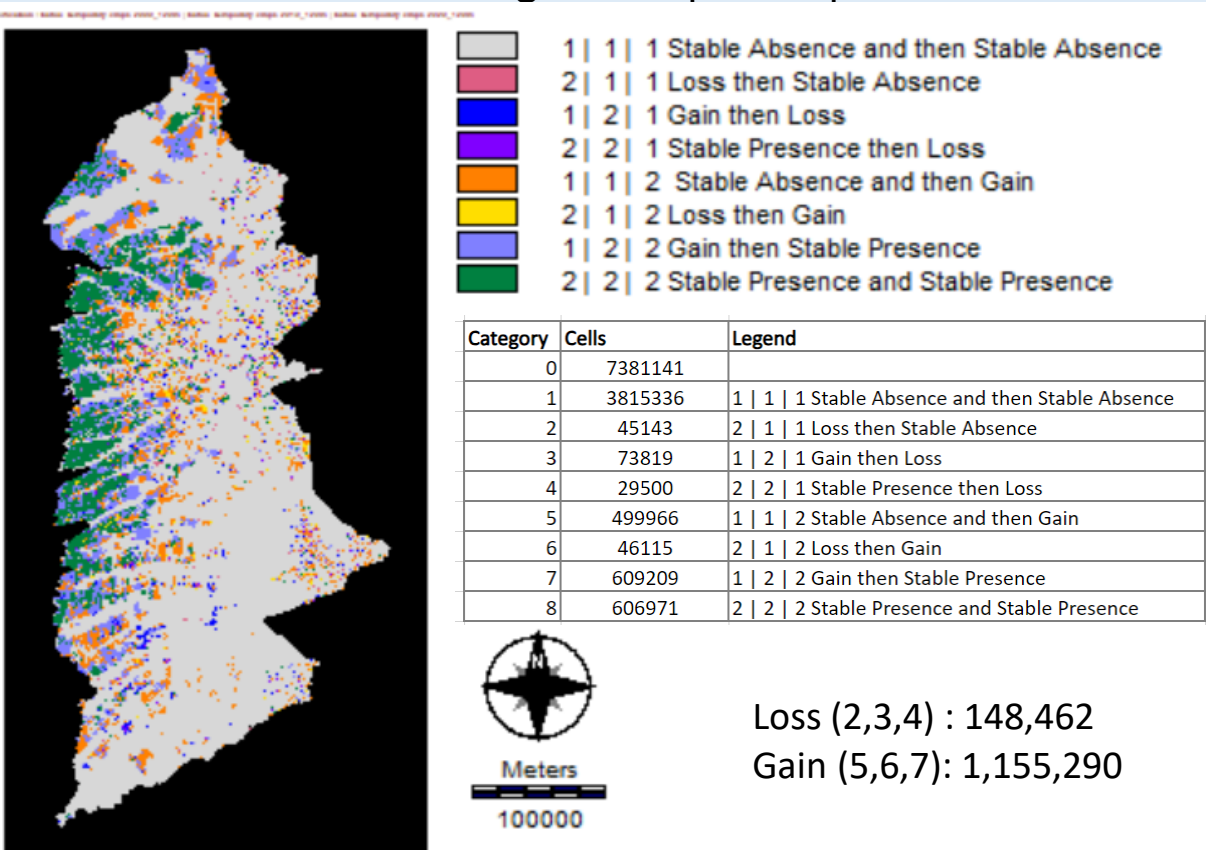 1 | 1 | 1 Stable Absence and then Stable Absence
2 | 1 | 1 Loss then Stable Absence
1 | 2 | 1 Gain then Loss
2 | 2 | 1 Stable Presence then Loss
1 | 1 | 2 Stable Absence and then Gain
2 | 1 | 2 Loss then Gain
1 | 2 | 2 Gain then Stable Presence
2 | 2 | 2 Stable Presence and Stable Presence
Category Cells Legend
0 7381141
1 3815336 1 | 1 | 1 Stable Absence and then Stable Absence
2 45143 2 | 1 | 1 Loss then Stable Absence
3 73819 1 | 2 | 1 Gain then Loss
4 29500 2 | 2 | 1 Stable Presence then Loss
5 499966 1 | 1 | 2 Stable Absence and then Gain
6 46115 2 | 1 | 2 Loss then Gain
7 609209 1 | 2 | 2 Gain then Stable Presence
8 606971 2 | 2 | 2 Stable Presence and Stable Presence
N
Meters
100000
Loss (2,3,4) : 148,462
Gain (5,6,7): 1,155,290